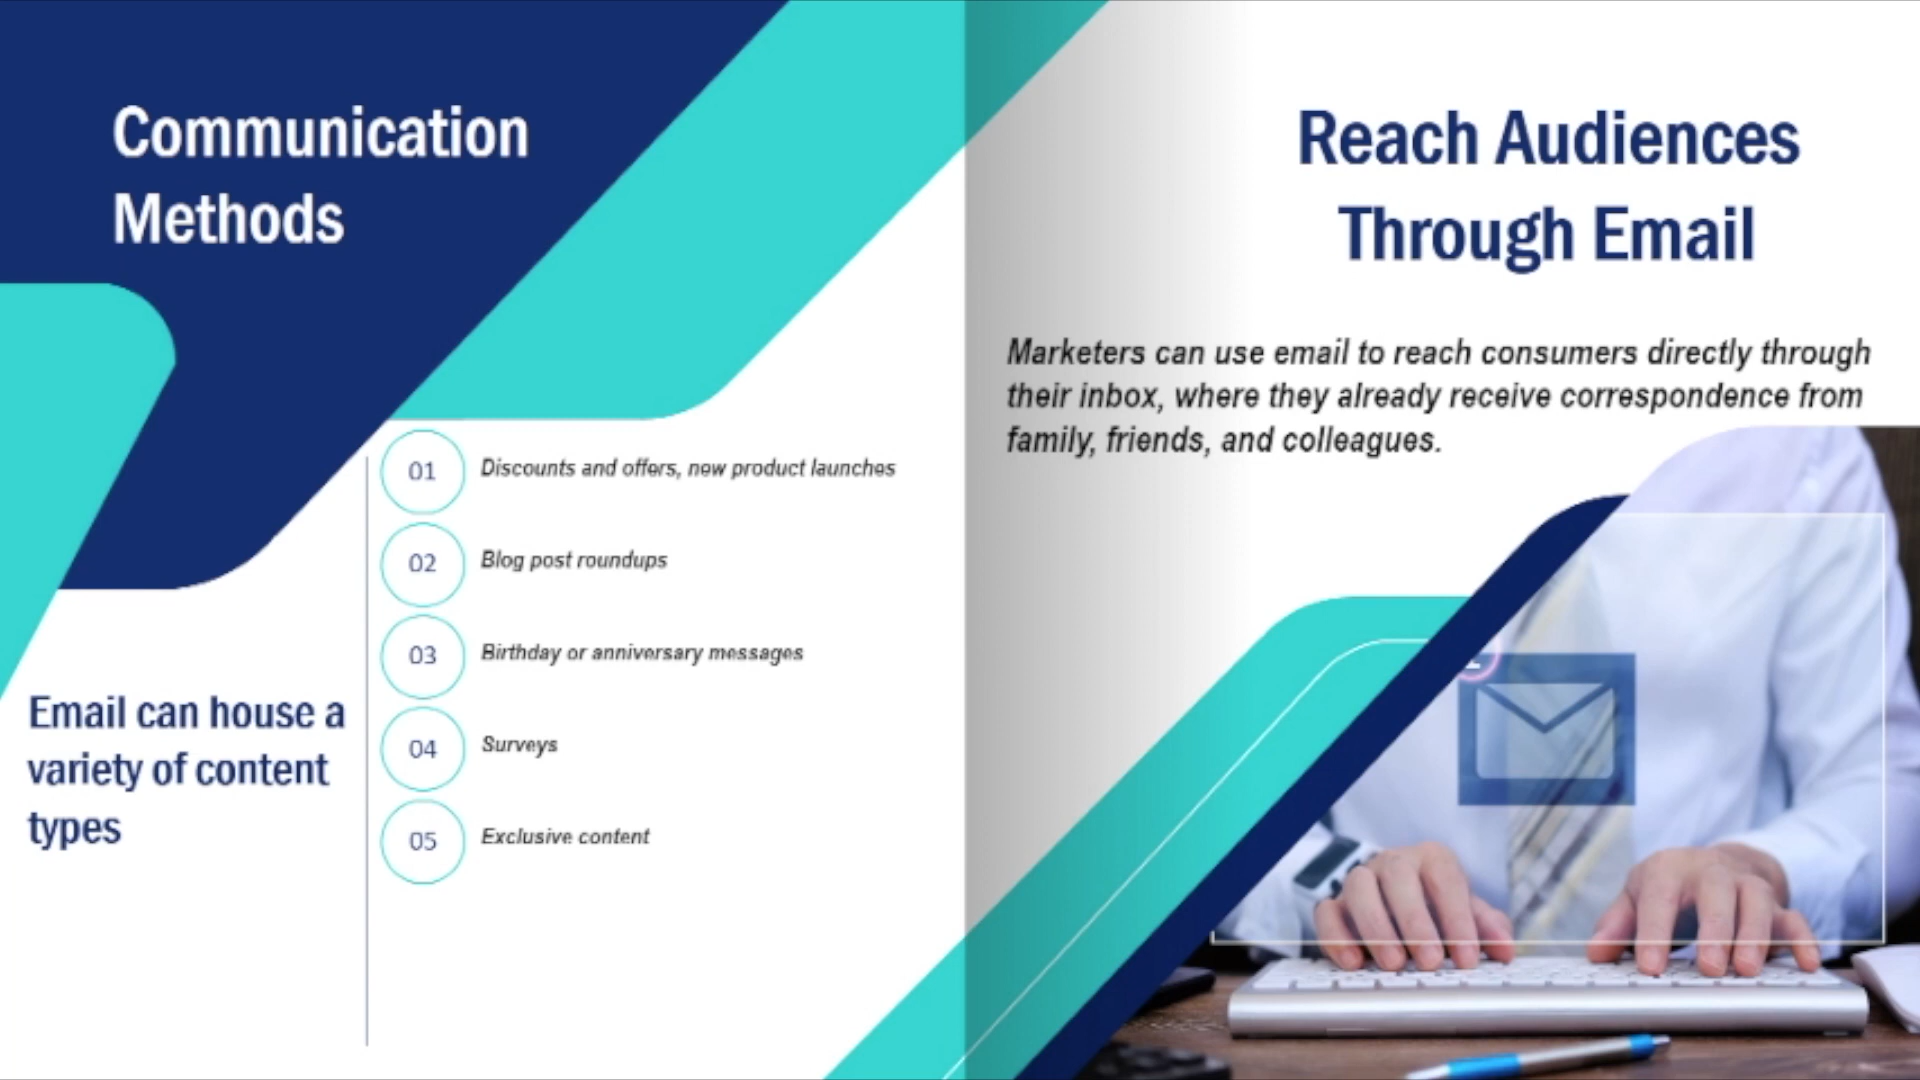 Communication
Methods
Email can house a
variety of content
types
01 Discounts and offers, new product launches
02 Blog post roundups
03 Birthday or anniversary messages
04 Surveys
05 Exclusive content
Reach Audiences
Through Email
Marketers can use email to reach consumers directly through
their inbox, where they already receive correspondence from
family, friends, and colleagues.